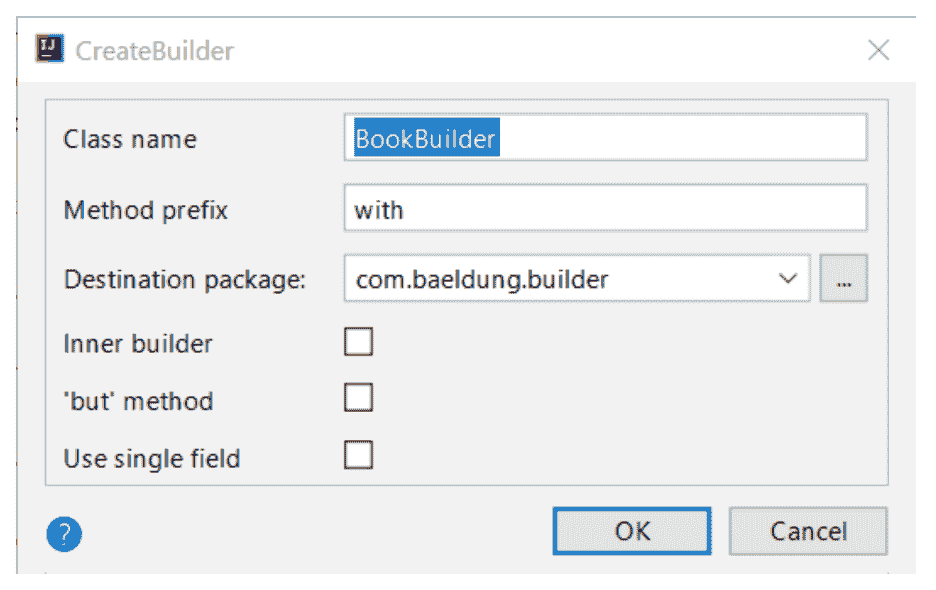 IJ CreateBuilder
Class name BookBuilder
Method prefix with
Destination package: com.baeldung.builder ...
Inner builder
'but' method
Use single field
? OK Cancel